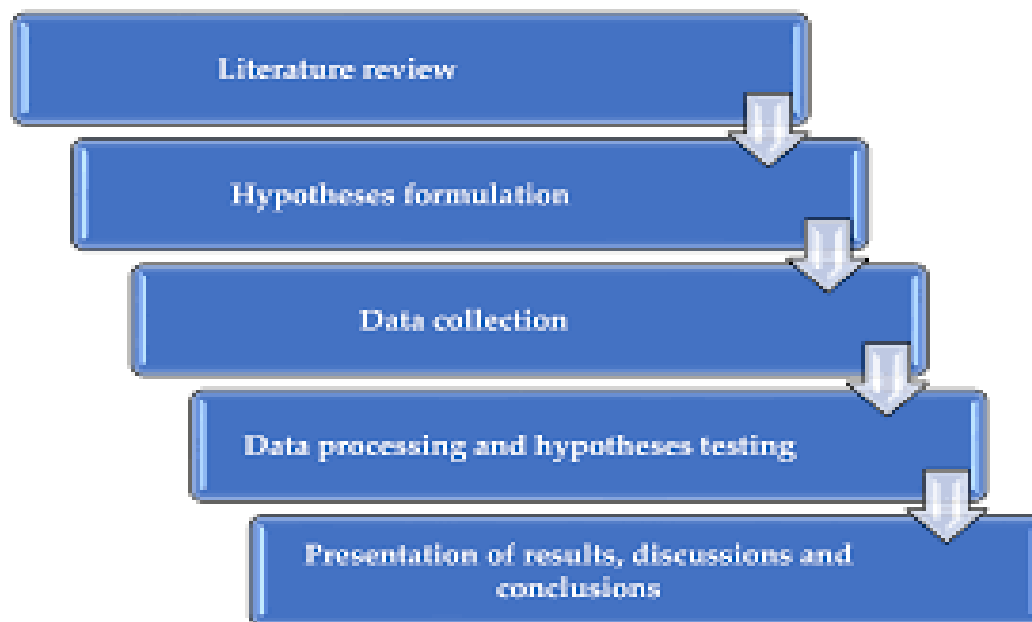 Literature review
Hypotheses formulation
Data collection
Data processing and hypotheses testing
Presentation of results, discussions and
conclusions